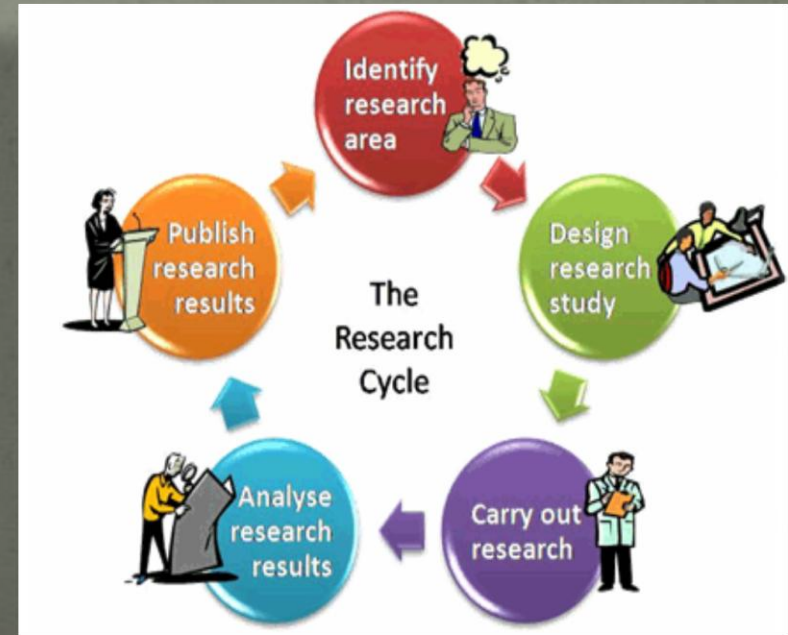 Identify
research
area
Design
research
study
Carry out
research
Analyse
research
results
Publish
research
results
The
Research
Cycle